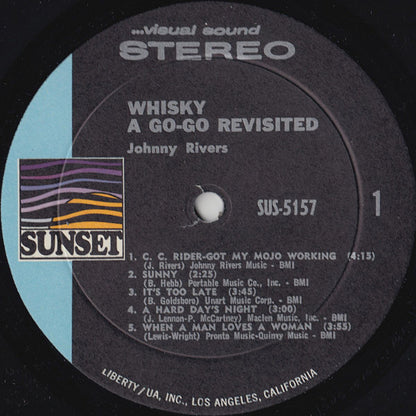 ...visual sound
STEREO
WHISKY
A GO-GO REVISITED
Johnny Rivers
SUNSET
SUS-5157
1
1. C. C. RIDER-GOT MY MOJO WORKING (4:15)
(J. Rivers) Johnny Rivers Music - BMI
2. SUNNY (2:25)
(B. Hebb) Portable Music Co., Inc. - BMI
3. IT'S TOO LATE (3:45)
(B. Goldsboro) Unart Music Corp. - BMI
4. A HARD DAY'S NIGHT (3:00)
(J. Lennon-P. McCartney) Maclen Music, Inc. - BMI
5. WHEN A MAN LOVES A WOMAN (3:55)
(Lewis-Wright) Pronto Music-Quinvy Music - BMI
LIBERTY/UA, INC., LOS ANGELES, CALIFORNIA